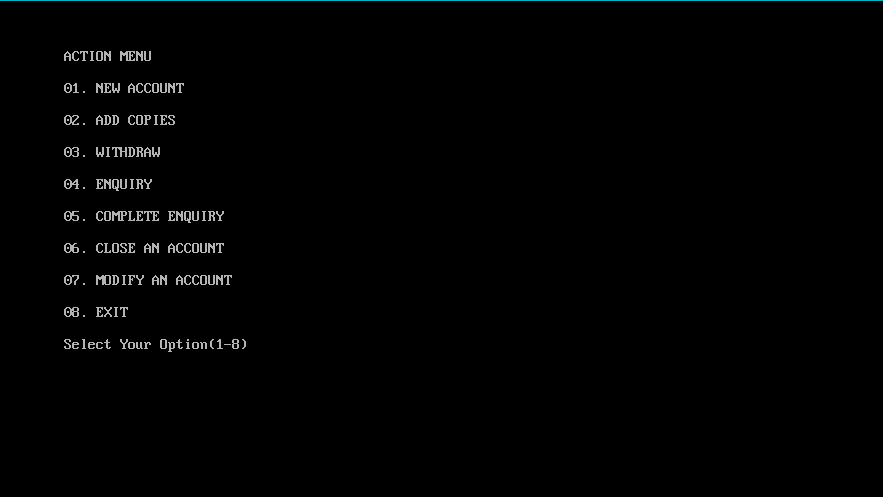 ACTION MENU
01. NEW ACCOUNT
02. ADD COPIES
03. WITHDRAW
04. ENQUIRY
05. COMPLETE ENQUIRY
06. CLOSE AN ACCOUNT
07. MODIFY AN ACCOUNT
08. EXIT
Select Your Option(1-8)